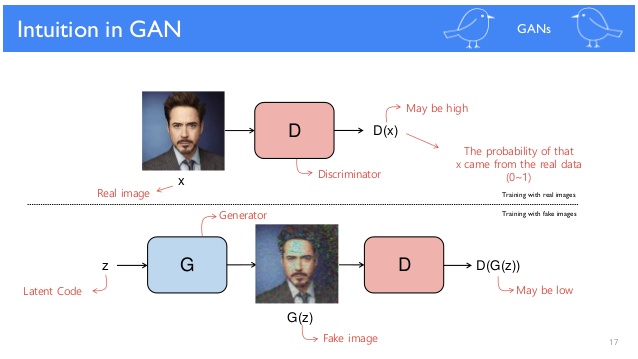 Intuition in GAN
GANs
May be high
D
D(x)
The probability of that
x came from the real data
(0~1)
Discriminator
x
Real image
Training with real images
Training with fake images
Generator
z
G
D
D(G(z))
Latent Code
May be low
G(z)
Fake image
17